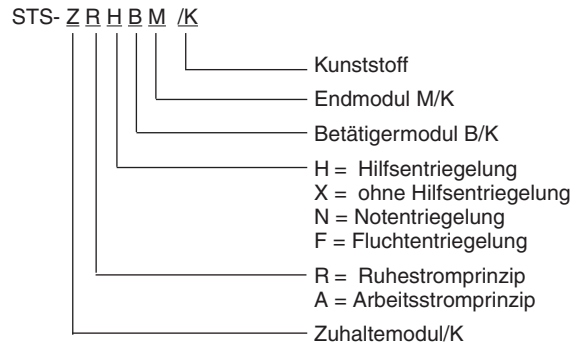 STS- Z R H B M /K
Kunststoff
Endmodul M/K
Betätigermodul B/K
H = Hilfsentriegelung
X = ohne Hilfsentriegelung
N = Notentriegelung
F = Fluchtentriegelung
R = Ruhestromprinzip
A = Arbeitsstromprinzip
Zuhaltemodul/K